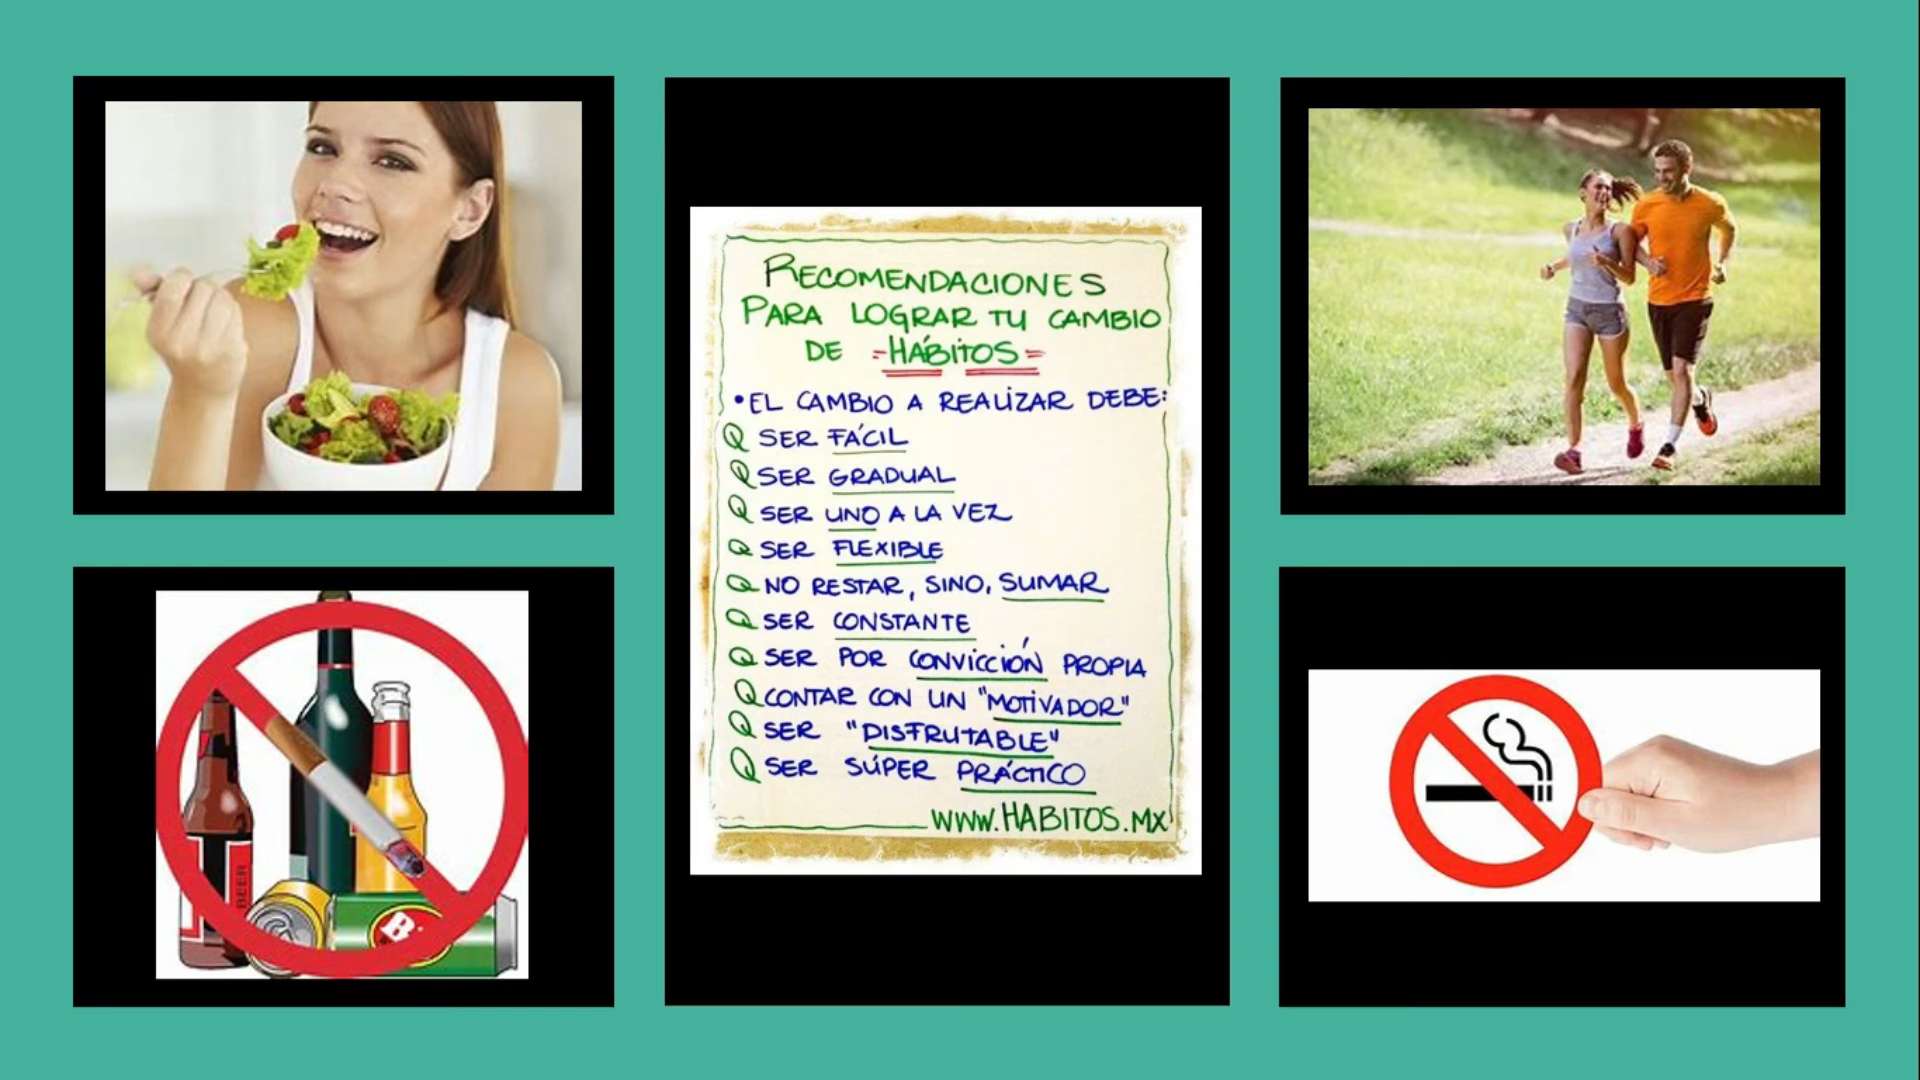 RECOMENDACIONES
PARA LOGRAR TU CAMBIO
DE HÁBITOS
• EL CAMBIO A REALIZAR DEBE:
SER FÁCIL
SER GRADUAL
SER UNO A LA VEZ
SER FLEXIBLE
NO RESTAR, SINO, SUMAR
SER CONSTANTE
SER POR CONVICCIÓN PROPIA
CONTAR CON UN "MOTIVADOR"
SER "DISFRUTABLE"
SER SÚPER PRÁCTICO
WWW.HABITOS.MX
BEER